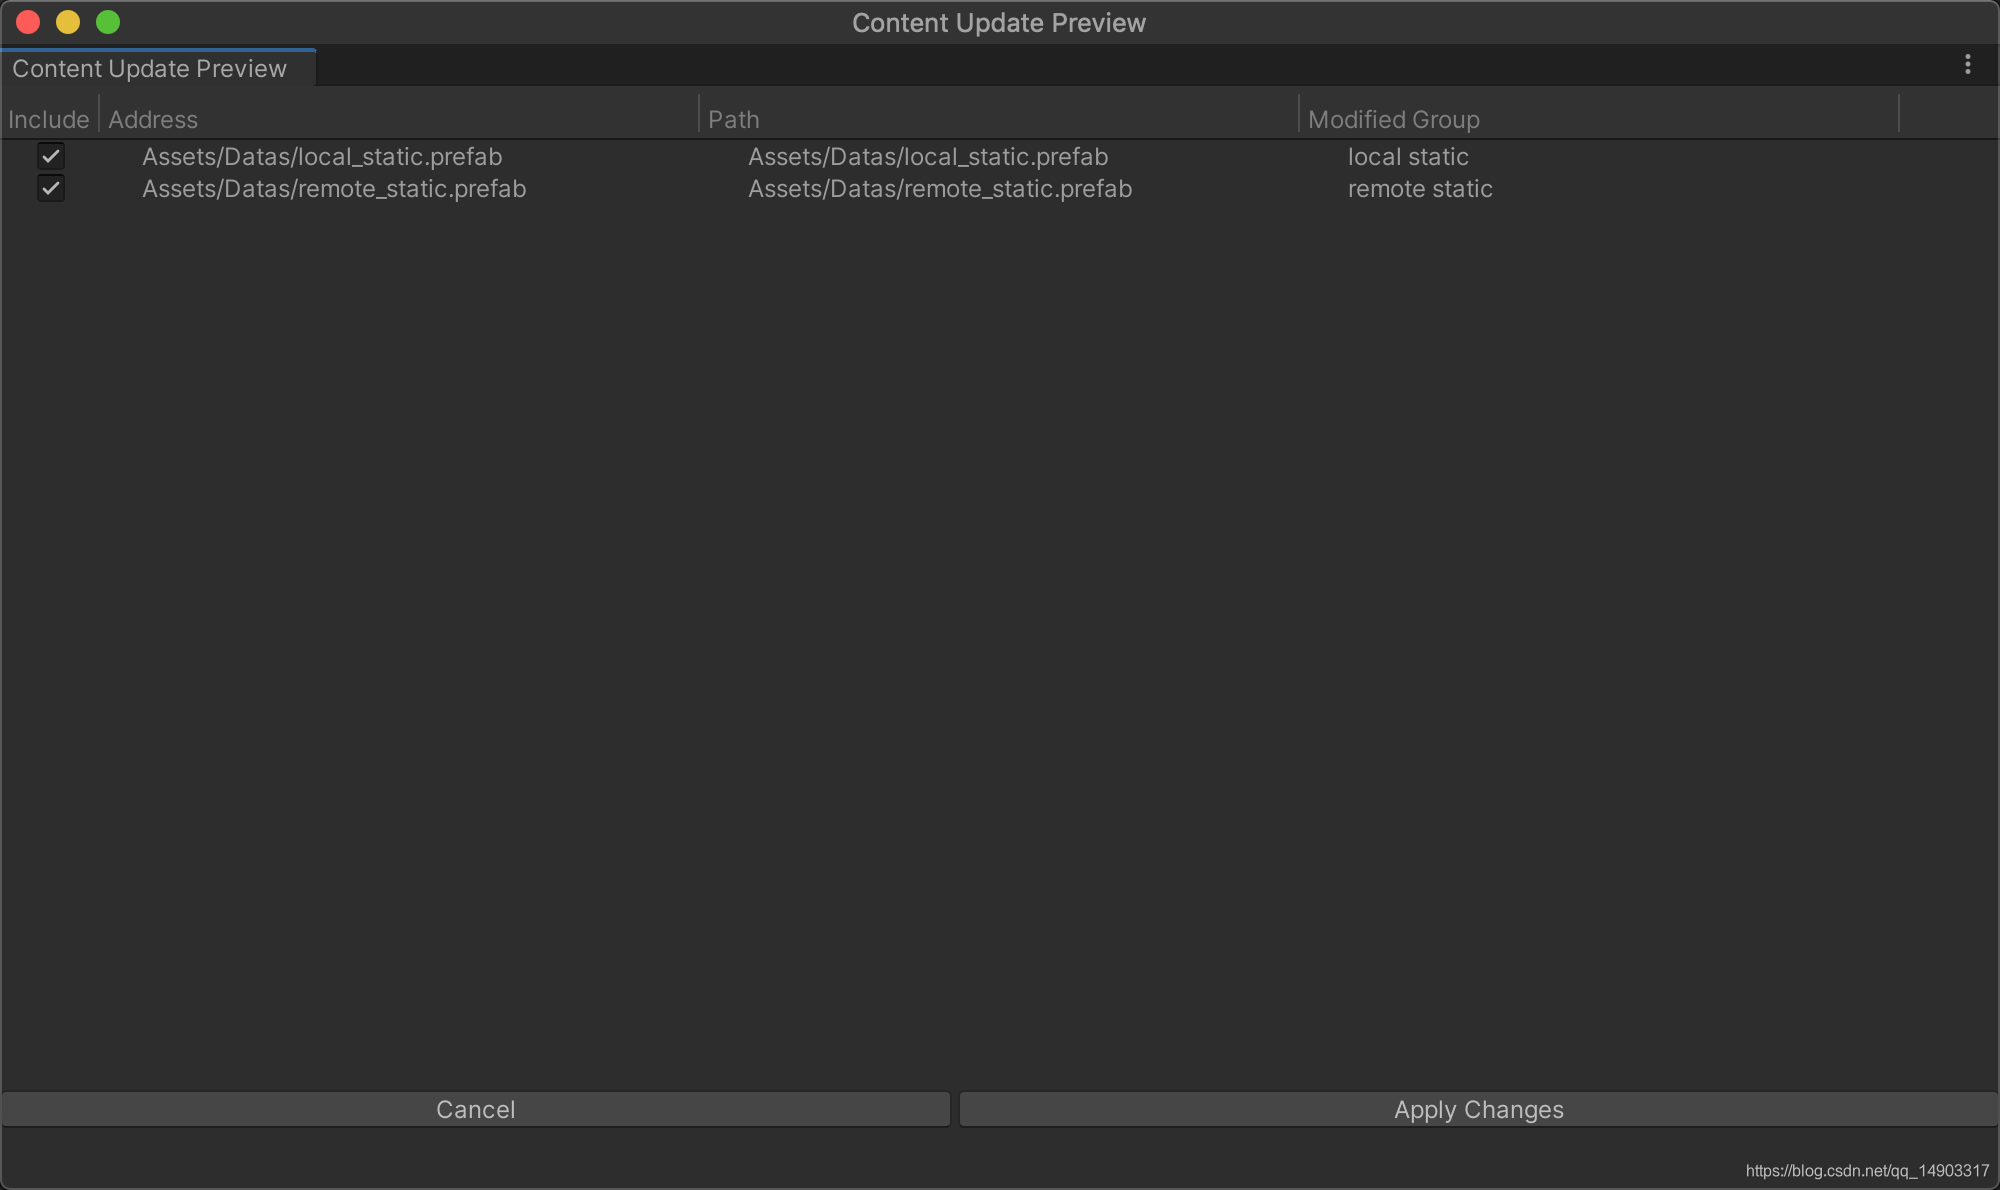 Content Update Preview
Content Update Preview
Include Address Path Modified Group
Assets/Datas/local_static.prefab Assets/Datas/local_static.prefab local static
Assets/Datas/remote_static.prefab Assets/Datas/remote_static.prefab remote static
Cancel Apply Changes
https://blog.csdn.net/qq_14903317